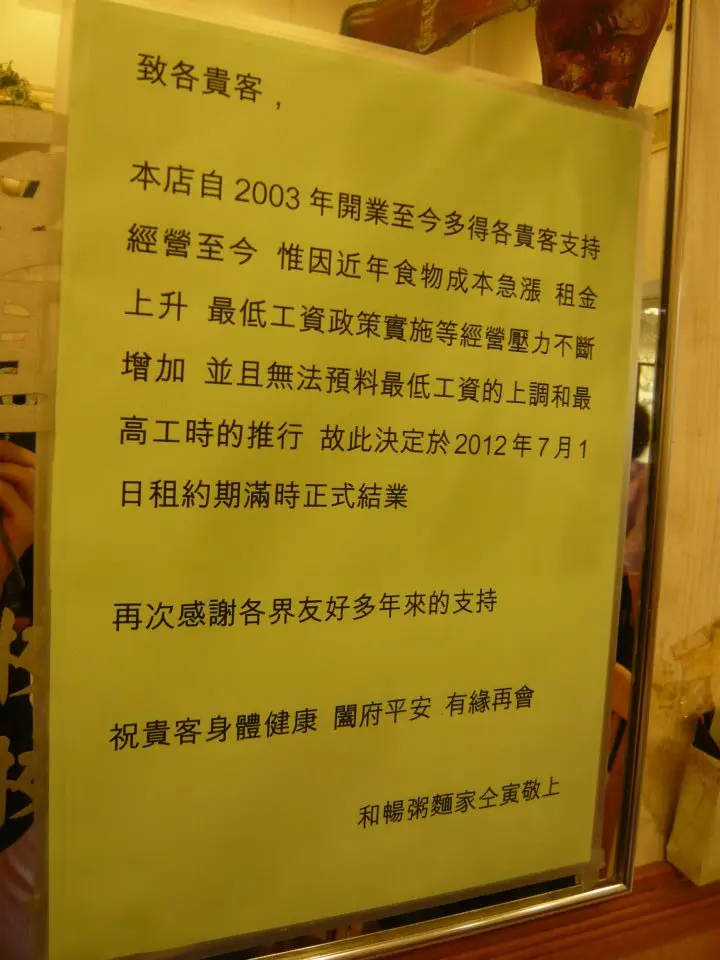 致各貴客，
本店自 2003 年開業至今多得各貴客支持
經營至今 惟因近年食物成本急漲 租金
上升 最低工資政策實施等經營壓力不斷
增加 並且無法預料最低工資的上調和最
高工時的推行 故此決定於 2012 年 7 月 1
日租約期滿時正式結業
再次感謝各界友好多年來的支持
祝貴客身體健康 闔府平安 有緣再會
和暢粥麵家仝寅敬上